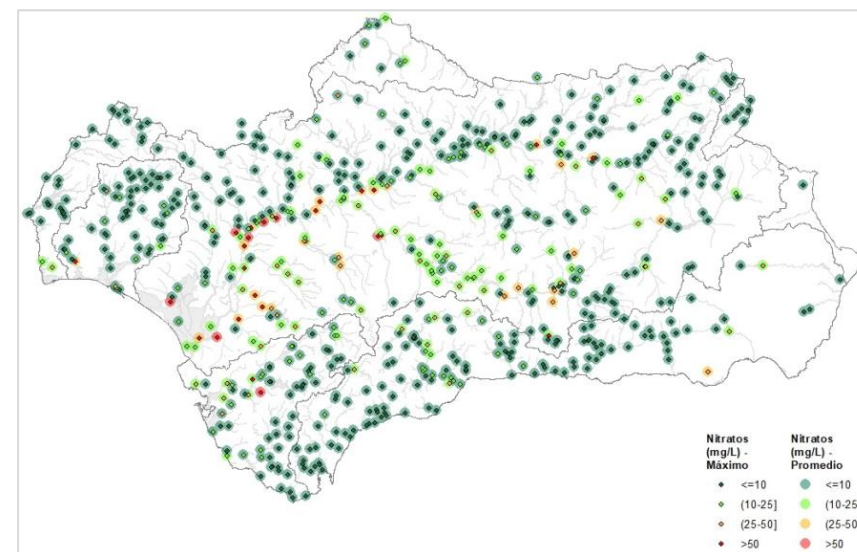 Nitratos Nitratos
(mg/L) - (mg/L) -
Máximo Promedio
<=10 <=10
(10-25] (10-25
(25-50] (25-50
>50 >50